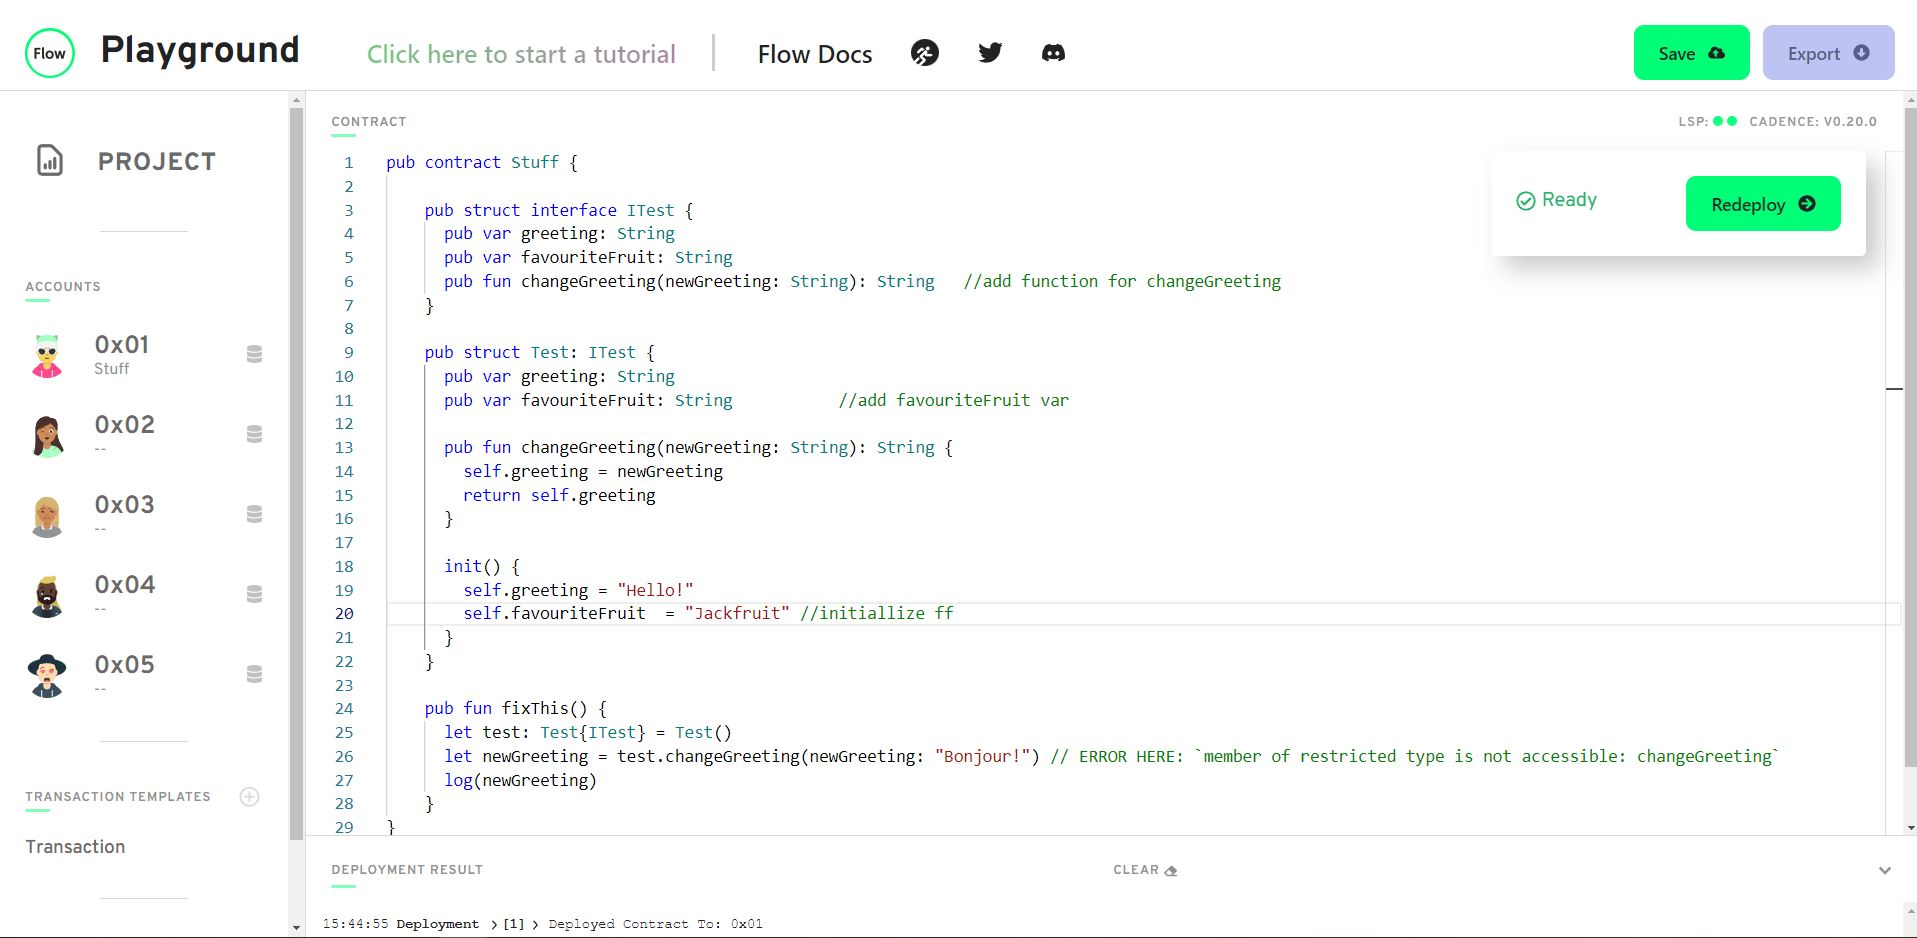 Flow Playground Click here to start a tutorial Flow Docs Save Export
PROJECT
ACCOUNTS
0x01
Stuff
0x02
--
0x03
--
0x04
--
0x05
--
TRANSACTION TEMPLATES
Transaction
CONTRACT LSP: CADENCE: V0.20.0
Ready Redeploy
1 pub contract Stuff {
2
3 pub struct interface ITest {
4 pub var greeting: String
5 pub var favouriteFruit: String
6 pub fun changeGreeting(newGreeting: String): String //add function for changeGreeting
7 }
8
9 pub struct Test: ITest {
10 pub var greeting: String
11 pub var favouriteFruit: String //add favouriteFruit var
12
13 pub fun changeGreeting(newGreeting: String): String {
14 self.greeting = newGreeting
15 return self.greeting
16 }
17
18 init() {
19 self.greeting = "Hello!"
20 self.favouriteFruit = "Jackfruit" //initiallize ff
21 }
22 }
23
24 pub fun fixThis() {
25 let test: Test{ITest} = Test()
26 let newGreeting = test.changeGreeting(newGreeting: "Bonjour!") // ERROR HERE: `member of restricted type is not accessible: changeGreeting`
27 log(newGreeting)
28 }
29 }
DEPLOYMENT RESULT CLEAR
15:44:55 Deployment > [1] > Deployed Contract To: 0x01